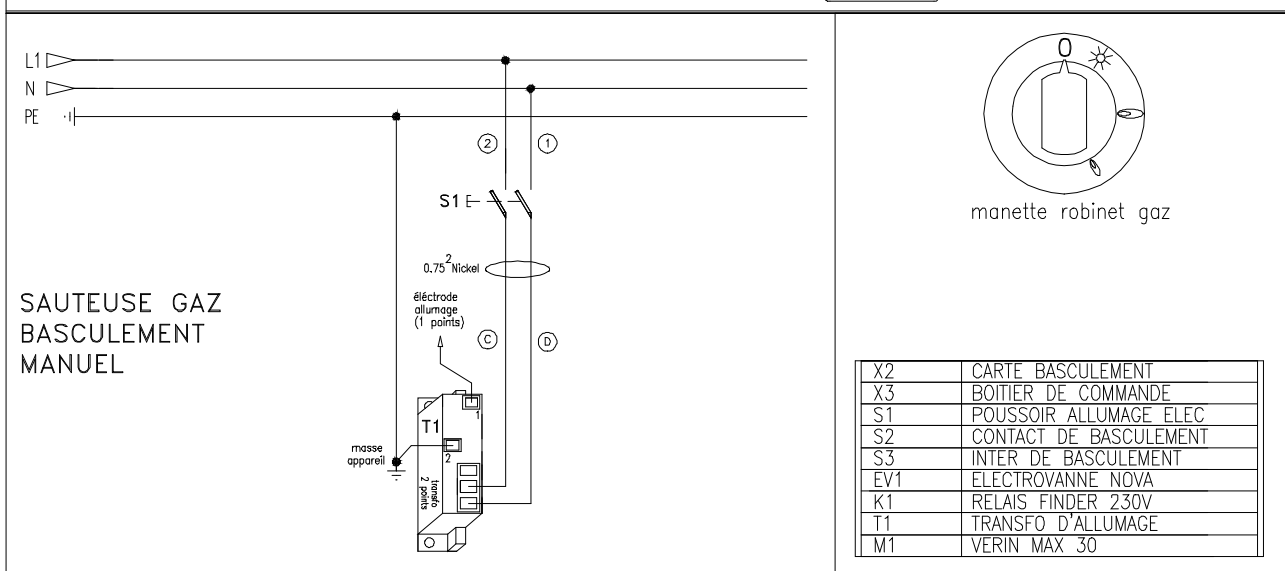 L1
N
PE
2
1
S1
0.75² Nickel
éléctrode
allumage
(1 points)
C
D
SAUTEUSE GAZ
BASCULEMENT
MANUEL
1
T1
2
masse
appareil
transfo
2 points
0
manette robinet gaz
X2 CARTE BASCULEMENT
X3 BOITIER DE COMMANDE
S1 POUSSOIR ALLUMAGE ELEC
S2 CONTACT DE BASCULEMENT
S3 INTER DE BASCULEMENT
EV1 ELECTROVANNE NOVA
K1 RELAIS FINDER 230V
T1 TRANSFO D'ALLUMAGE
M1 VERIN MAX 30